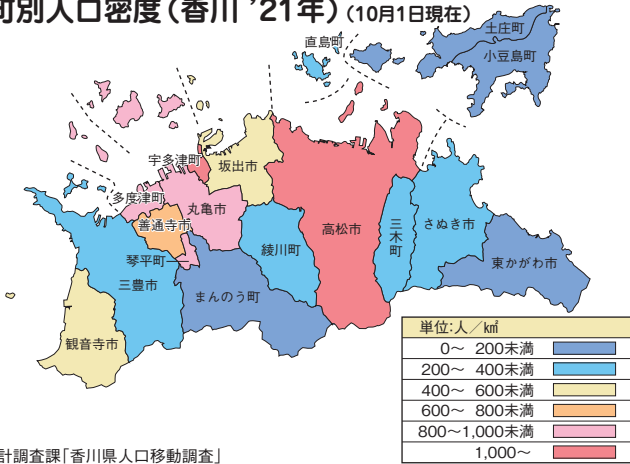 町別人口密度（香川 ’21年）（10月1日現在）
直島町
土庄町
小豆島町
宇多津町
坂出市
多度津町
丸亀市
善通寺市
琴平町
三豊市
綾川町
高松市
三木町
さぬき市
東かがわ市
まんのう町
観音寺市
単位:人／㎢
0～ 200未満
200～ 400未満
400～ 600未満
600～ 800未満
800～1,000未満
1,000～
計調査課「香川県人口移動調査」